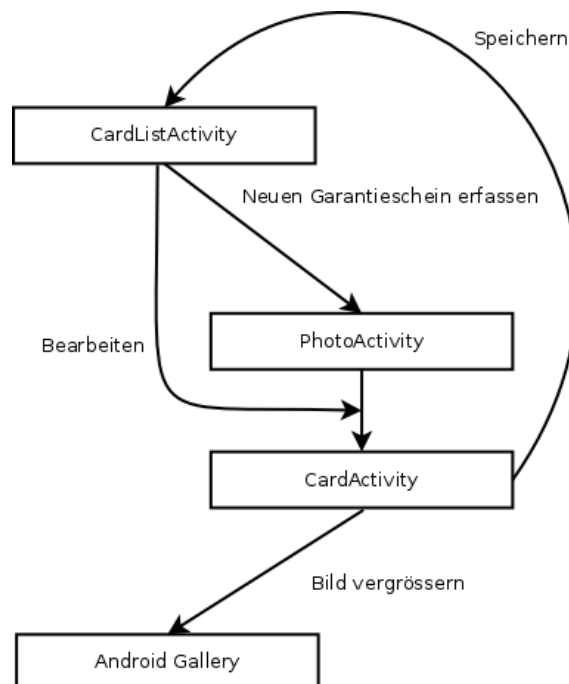 Speichern
CardListActivity
Neuen Garantieschein erfassen
Bearbeiten
PhotoActivity
CardActivity
Bild vergrössern
Android Gallery